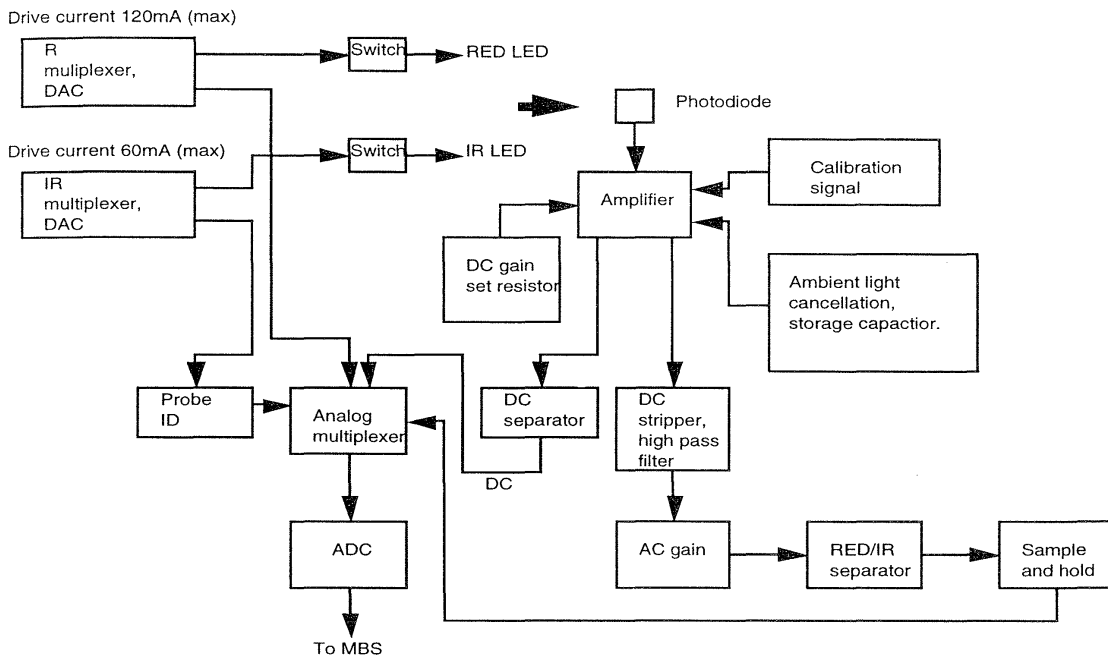 Drive current 120mA (max)
R
muliplexer,
DAC
Switch
RED LED
Photodiode
Drive current 60mA (max)
IR
multiplexer,
DAC
Switch
IR LED
Amplifier
Calibration
signal
DC gain
set resistor
Ambient light
cancellation,
storage capactior.
Probe
ID
Analog
multiplexer
DC
separator
DC
stripper,
high pass
filter
DC
ADC
AC gain
RED/IR
separator
Sample
and hold
To MBS